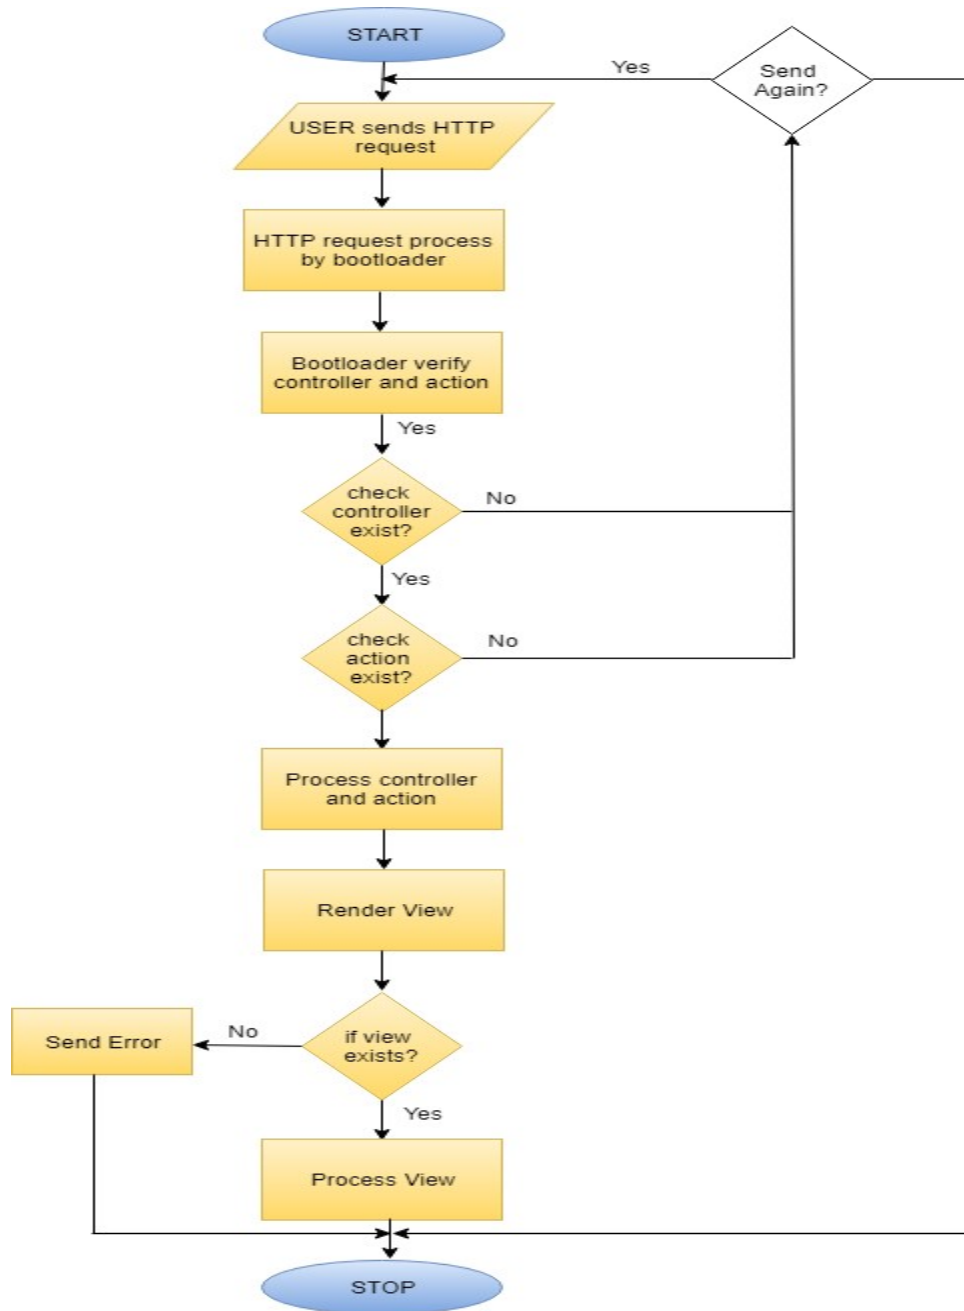 START
Yes
Send
Again?
USER sends HTTP
request
HTTP request process
by bootloader
Bootloader verify
controller and action
Yes
check
controller
exist?
No
Yes
check
action
exist?
No
Process controller
and action
Render View
if view
exists?
No
Send Error
Yes
Process View
STOP